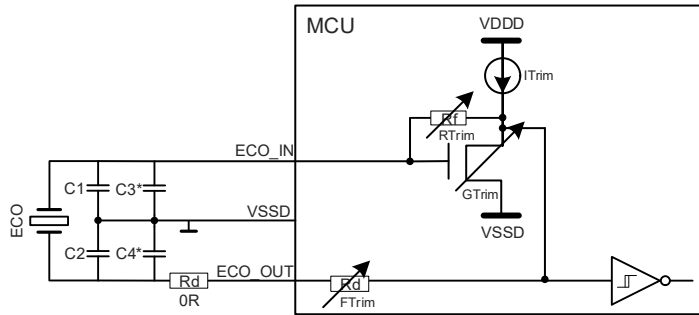 MCU
VDDD
ITrim
Rf
RTrim
ECO_IN
C1
C3*
GTrim
ECO
VSSD
VSSD
C2
C4*
ECO_OUT
Rd
Rd
0R
FTrim